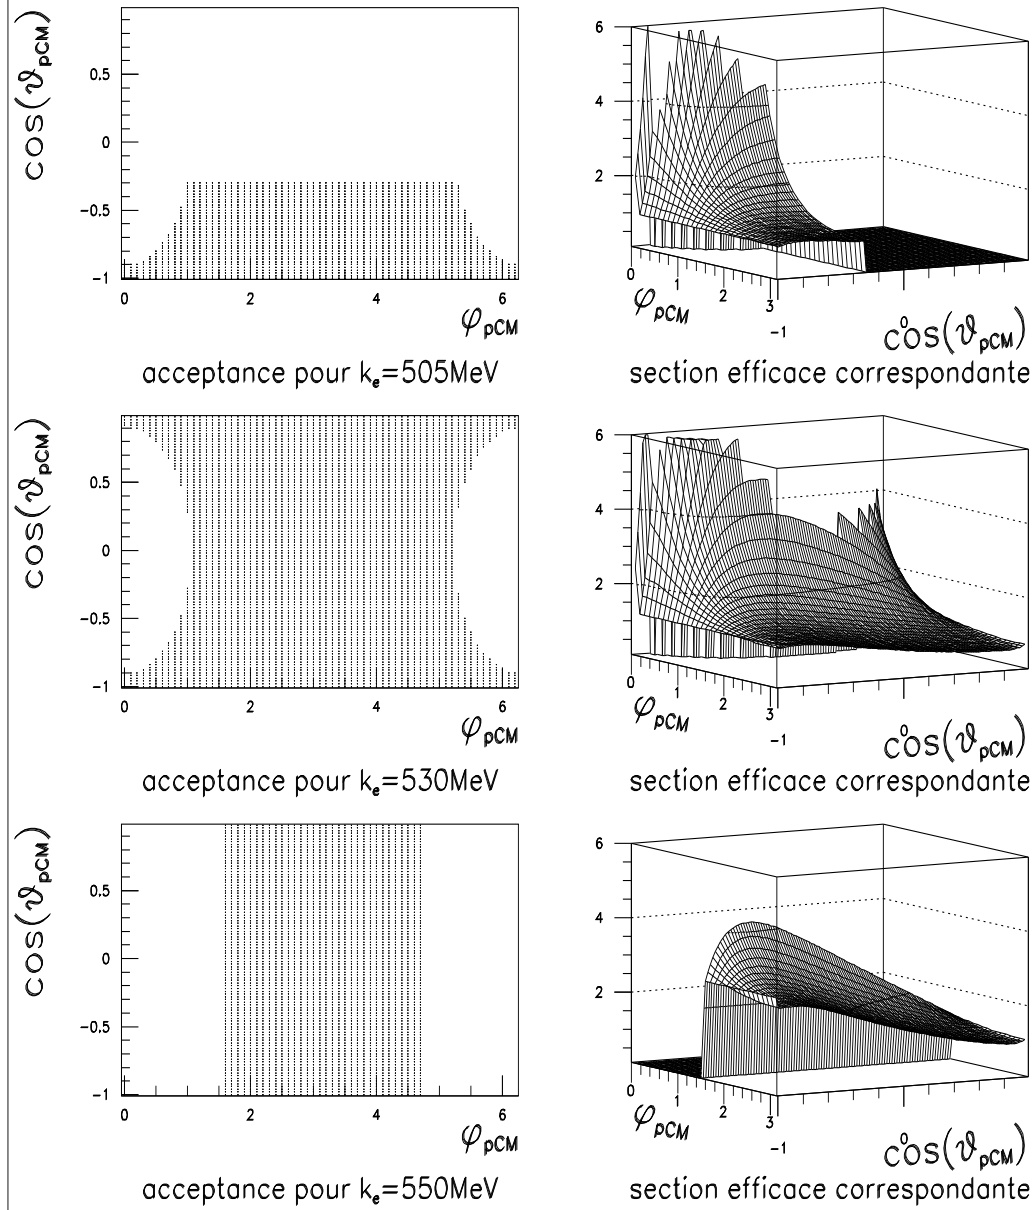 cos(ϑpCM)
0.5
0
−0.5
−1
0
2
4
6
φpCM
acceptance pour ke=505MeV
6
4
2
0
1
2
3
φpCM
−1
0
cos(ϑpCM)
section efficace correspondante
cos(ϑpCM)
0.5
0
−0.5
−1
0
2
4
6
φpCM
acceptance pour ke=530MeV
6
4
2
0
1
2
3
φpCM
−1
0
cos(ϑpCM)
section efficace correspondante
cos(ϑpCM)
0.5
0
−0.5
−1
0
2
4
6
φpCM
acceptance pour ke=550MeV
6
4
2
0
1
2
3
φpCM
−1
0
cos(ϑpCM)
section efficace correspondante